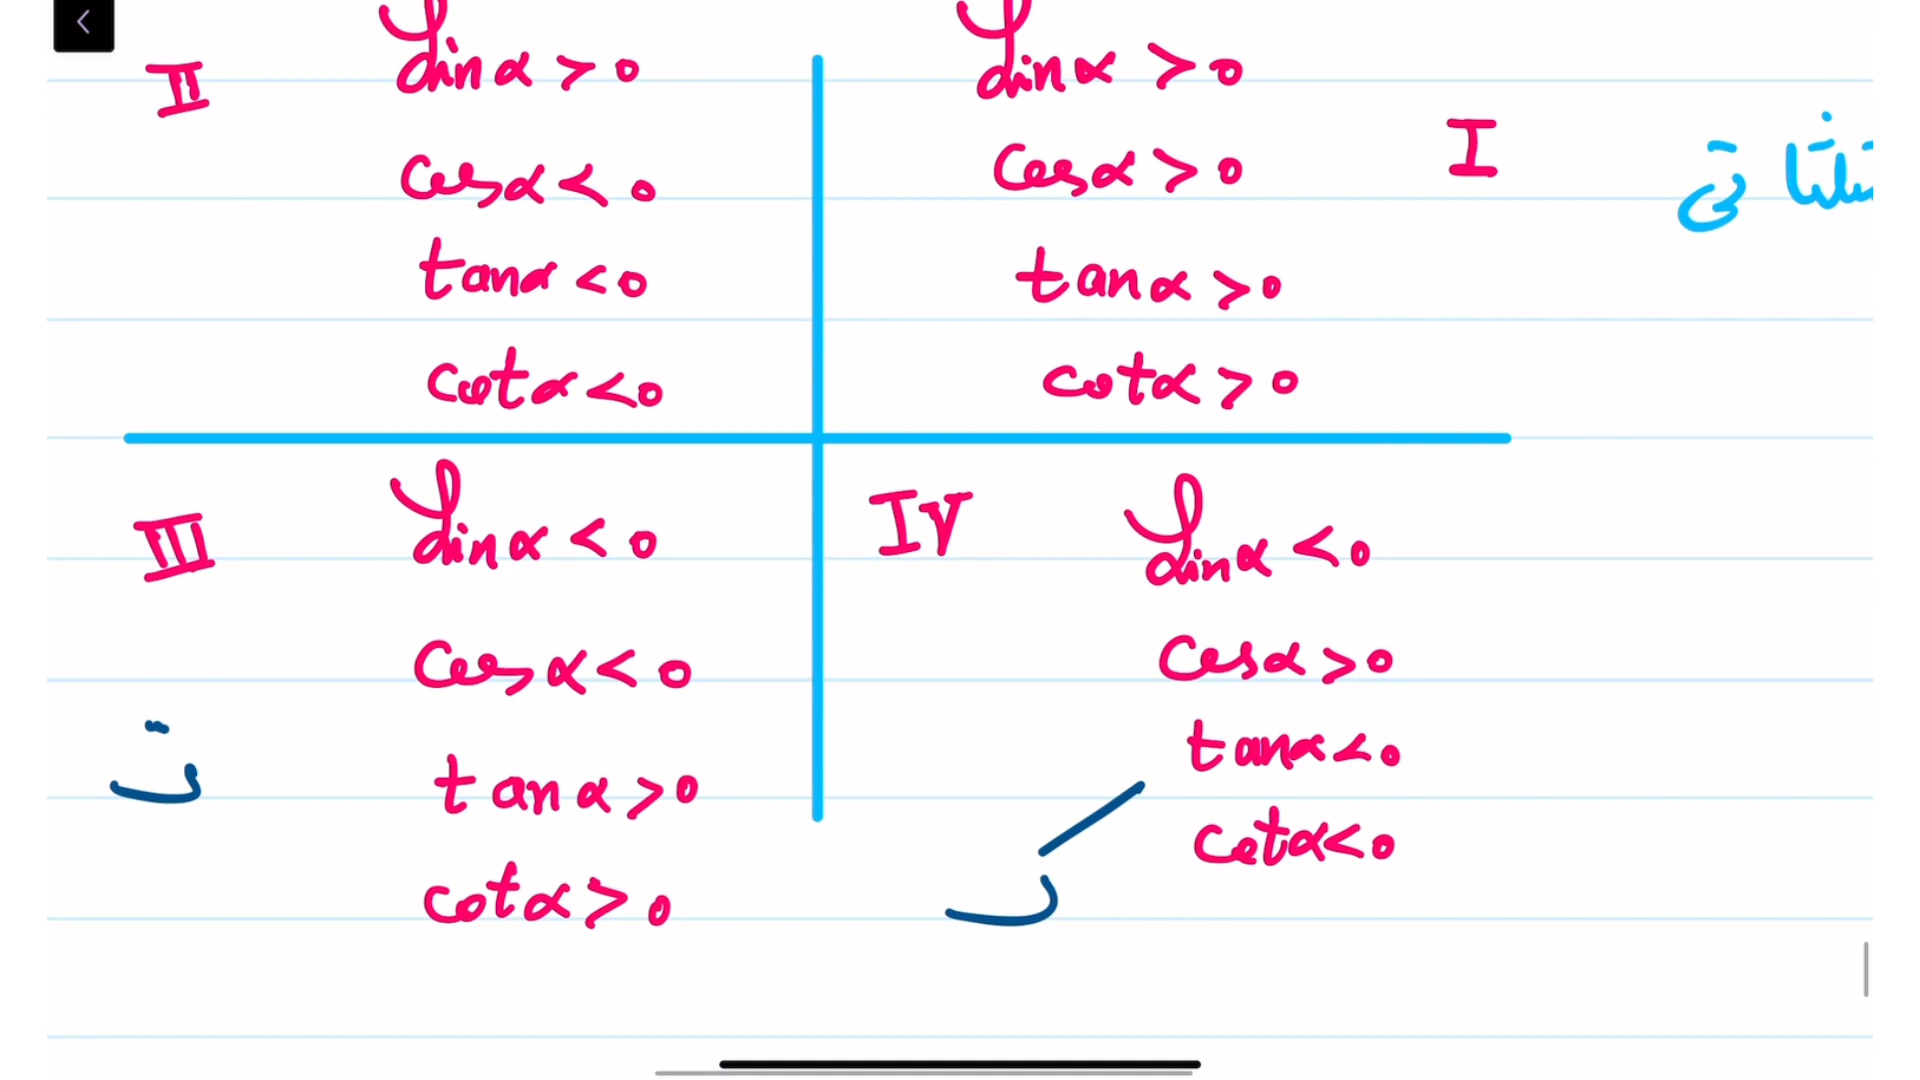 II
sinα > 0
cosα < 0
tanα < 0
cotα < 0
sinα > 0
cosα > 0
tanα > 0
cotα > 0
I
III
sinα < 0
cosα < 0
tanα > 0
cotα > 0
IV
sinα < 0
cosα > 0
tanα < 0
cotα < 0